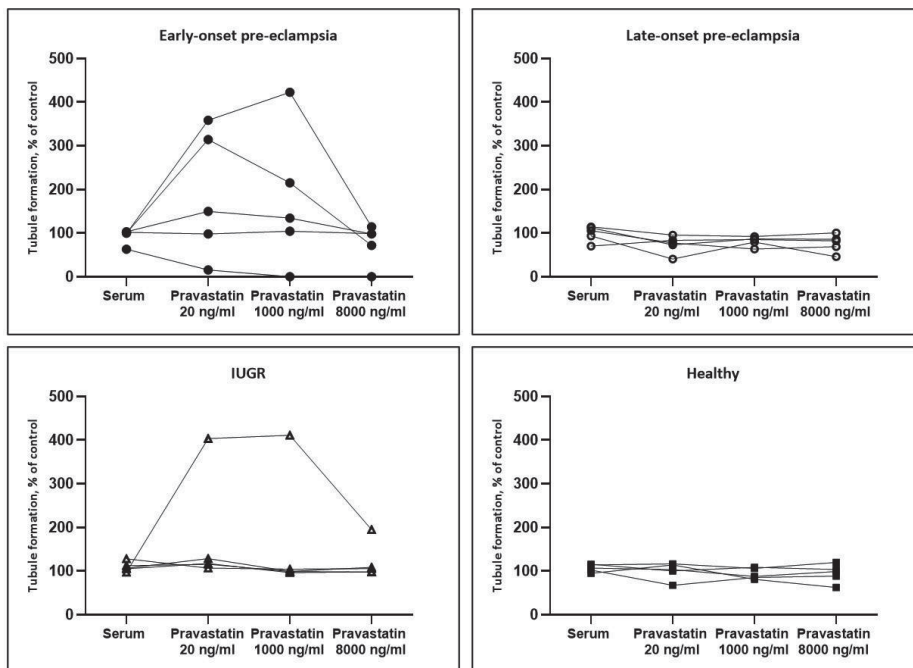 Early-onset pre-eclampsia
Tubule formation, % of control
500
400
300
200
100
0
Serum
Pravastatin
20 ng/ml
Pravastatin
1000 ng/ml
Pravastatin
8000 ng/ml
Late-onset pre-eclampsia
Tubule formation, % of control
500
400
300
200
100
0
Serum
Pravastatin
20 ng/ml
Pravastatin
1000 ng/ml
Pravastatin
8000 ng/ml
IUGR
Tubule formation, % of control
500
400
300
200
100
0
Serum
Pravastatin
20 ng/ml
Pravastatin
1000 ng/ml
Pravastatin
8000 ng/ml
Healthy
Tubule formation, % of control
500
400
300
200
100
0
Serum
Pravastatin
20 ng/ml
Pravastatin
1000 ng/ml
Pravastatin
8000 ng/ml